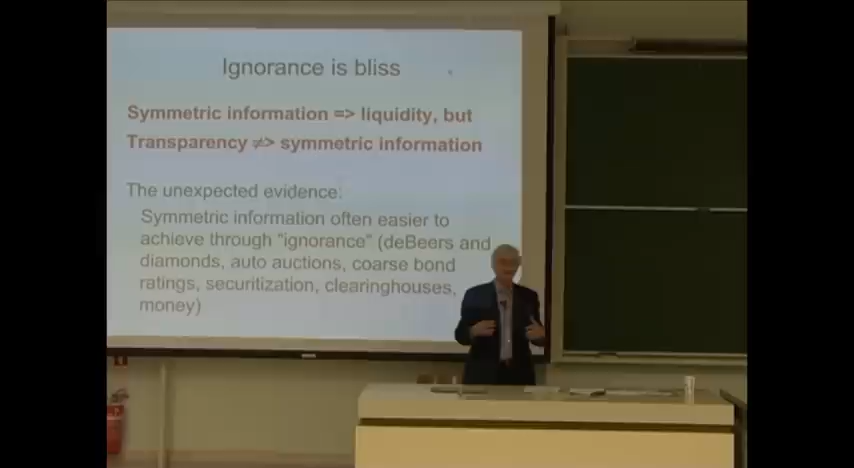 Ignorance is bliss
Symmetric information => liquidity, but
Transparency ≠> symmetric information
The unexpected evidence:
Symmetric information often easier to
achieve through "ignorance" (deBeers and
diamonds, auto auctions, coarse bond
ratings, securitization, clearinghouses,
money)